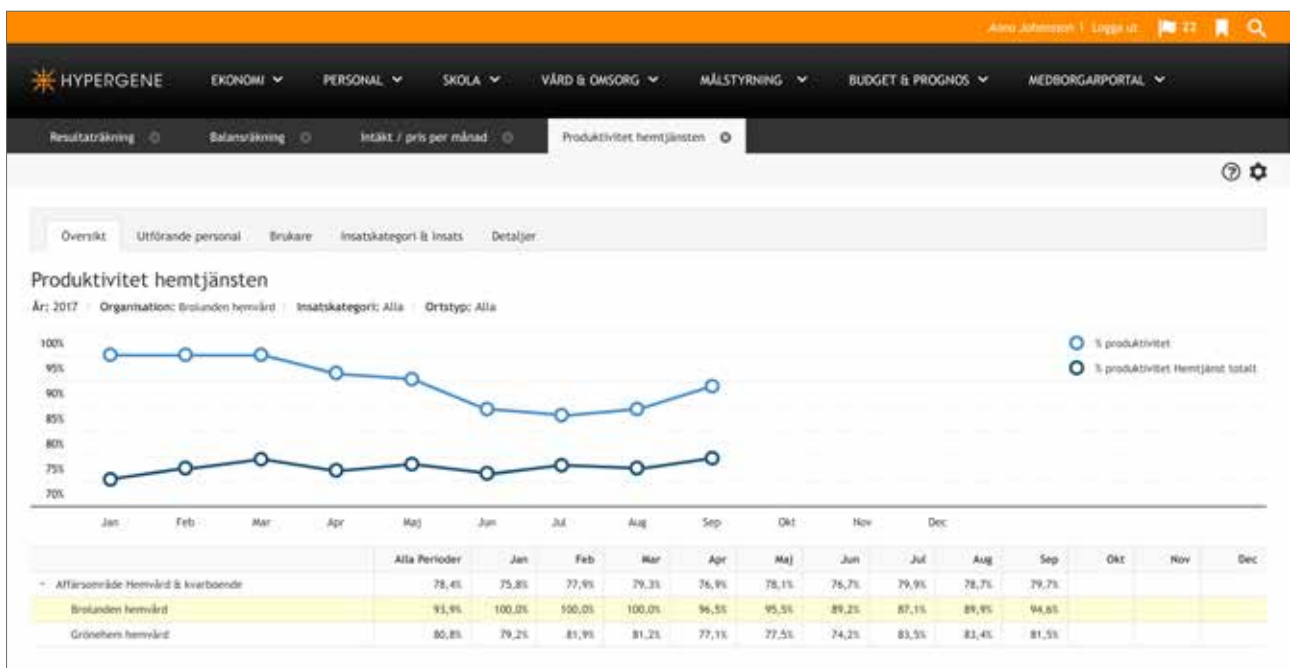 Anna Johansson | Logga ut 22
HYPERGENE EKONOMI PERSONAL SKOLA VÅRD & OMSORG MÅLSTYRNING BUDGET & PROGNOS MEDBORGARPORTAL
Resultaträkning Balansräkning Intäkt / pris per månad Produktivitet hemtjänsten
Översikt Utförande personal Brukare Insatskategori & insats Detaljer
Produktivitet hemtjänsten
År: 2017 Organisation: Brolunden hemvård Insatskategori: Alla Ortstyp: Alla
100%
95%
90%
85%
80%
75%
70%
% produktivitet
% produktivitet Hemtjänst totalt
Jan Feb Mar Apr Maj Jun Jul Aug Sep Okt Nov Dec
Alla Perioder Jan Feb Mar Apr Maj Jun Jul Aug Sep Okt Nov Dec
Affärsområde Hemvård & kvarboende 78,4% 75,8% 77,9% 79,3% 76,9% 78,1% 76,7% 79,9% 78,7% 79,7%
Brolunden hemvård 93,9% 100,0% 100,0% 100,0% 96,5% 95,5% 89,2% 87,1% 89,9% 94,6%
Grönehem hemvård 80,8% 79,2% 81,9% 81,2% 77,1% 77,5% 74,2% 83,5% 83,4% 81,5%